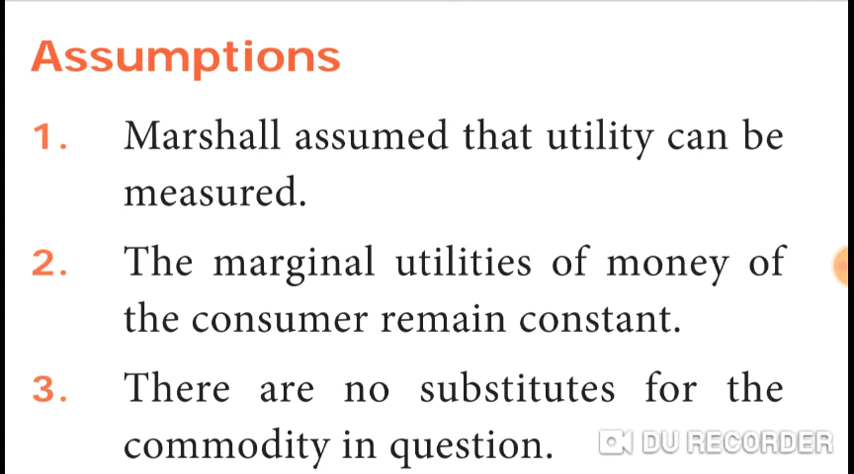 Assumptions
1. Marshall assumed that utility can be
measured.
2. The marginal utilities of money of
the consumer remain constant.
3. There are no substitutes for the
commodity in question.
DU RECORDER